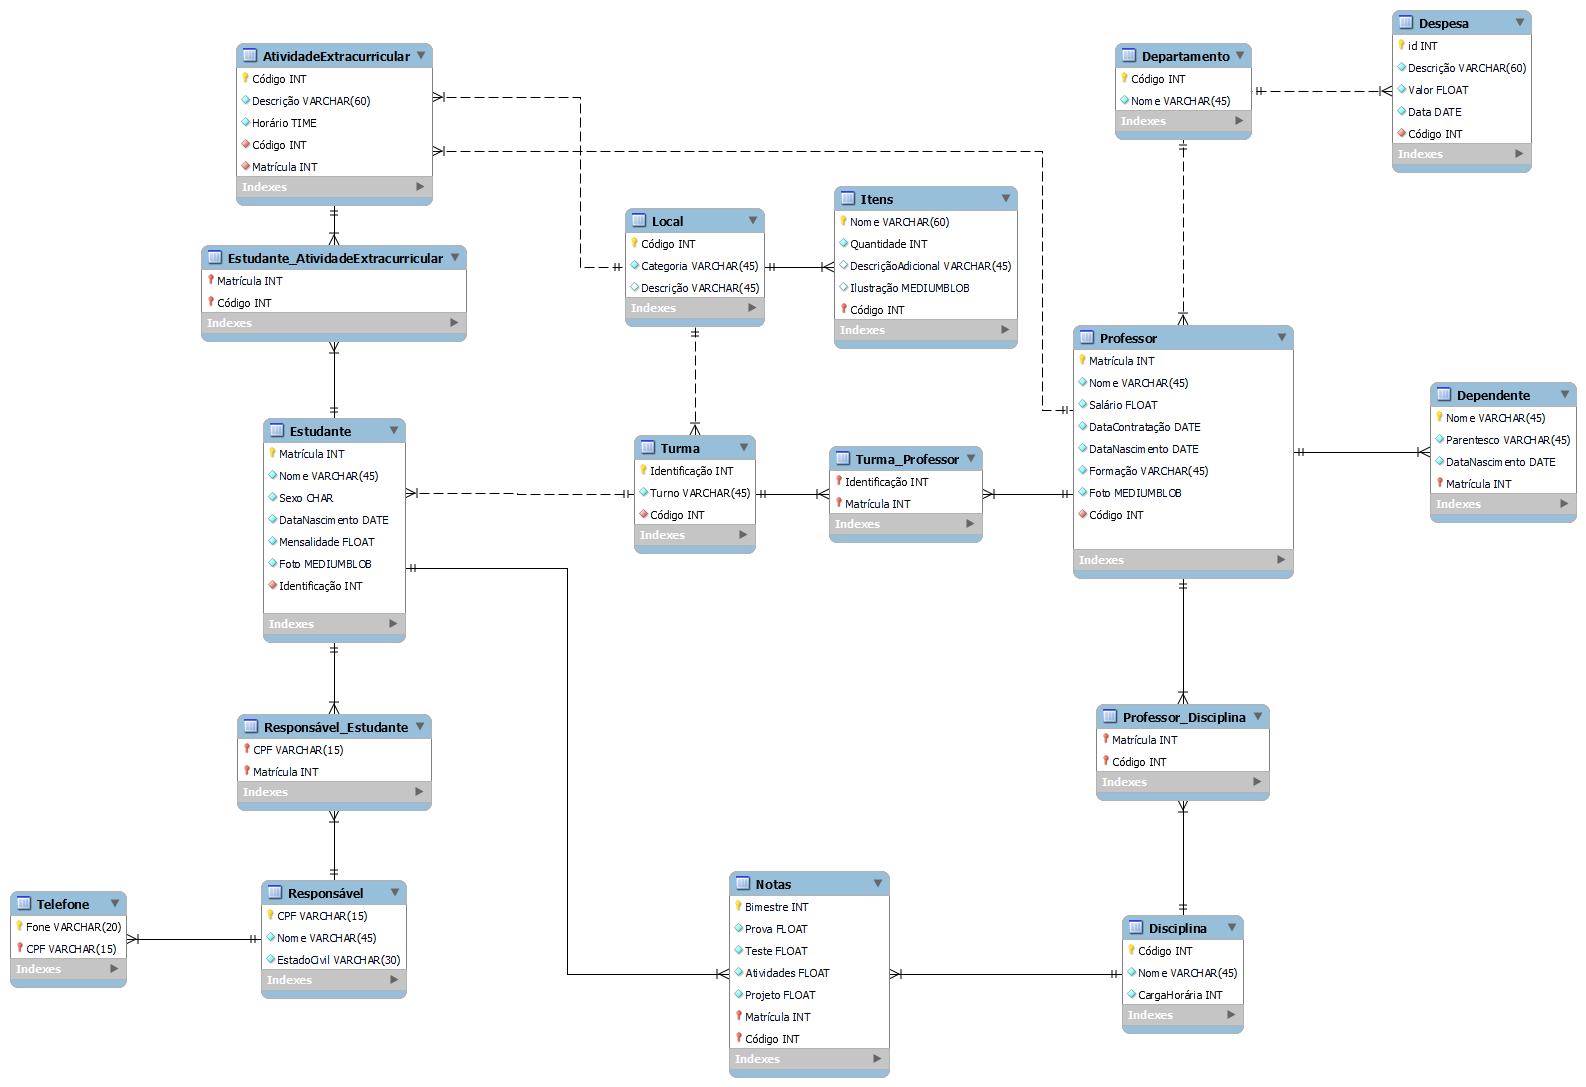 AtividadeExtracurricular
Código INT
Descrição VARCHAR(60)
Horário TIME
Código INT
Matrícula INT
Indexes
Departamento
Código INT
Nome VARCHAR(45)
Indexes
Despesa
id INT
Descrição VARCHAR(60)
Valor FLOAT
Data DATE
Código INT
Indexes
Estudante_AtividadeExtracurricular
Matrícula INT
Código INT
Indexes
Local
Código INT
Categoria VARCHAR(45)
Descrição VARCHAR(45)
Indexes
Itens
Nome VARCHAR(60)
Quantidade INT
DescriçãoAdicional VARCHAR(45)
Ilustração MEDIUMBLOB
Código INT
Indexes
Professor
Matrícula INT
Nome VARCHAR(45)
Salário FLOAT
DataContratação DATE
DataNascimento DATE
Formação VARCHAR(45)
Foto MEDIUMBLOB
Código INT
Indexes
Dependente
Nome VARCHAR(45)
Parentesco VARCHAR(45)
DataNascimento DATE
Matrícula INT
Indexes
Estudante
Matrícula INT
Nome VARCHAR(45)
Sexo CHAR
DataNascimento DATE
Mensalidade FLOAT
Foto MEDIUMBLOB
Identificação INT
Indexes
Turma
Identificação INT
Turno VARCHAR(45)
Código INT
Indexes
Turma_Professor
Identificação INT
Matrícula INT
Indexes
Responsável_Estudante
CPF VARCHAR(15)
Matrícula INT
Indexes
Professor_Disciplina
Matrícula INT
Código INT
Indexes
Telefone
Fone VARCHAR(20)
CPF VARCHAR(15)
Indexes
Responsável
CPF VARCHAR(15)
Nome VARCHAR(45)
EstadoCivil VARCHAR(30)
Indexes
Notas
Bimestre INT
Prova FLOAT
Teste FLOAT
Atividades FLOAT
Projeto FLOAT
Matrícula INT
Código INT
Indexes
Disciplina
Código INT
Nome VARCHAR(45)
CargaHorária INT
Indexes